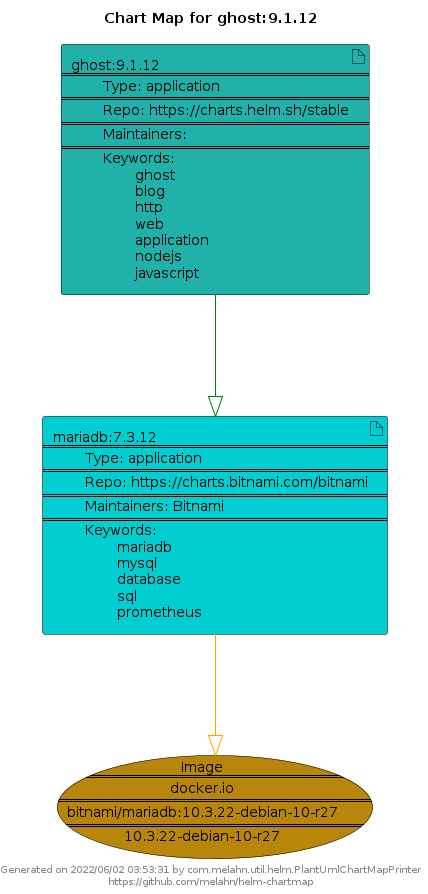 Chart Map for ghost:9.1.12
ghost:9.1.12
Type: application
Repo: https://charts.helm.sh/stable
Maintainers:
Keywords:
ghost
blog
http
web
application
nodejs
javascript
mariadb:7.3.12
Type: application
Repo: https://charts.bitnami.com/bitnami
Maintainers: Bitnami
Keywords:
mariadb
mysql
database
sql
prometheus
Image
docker.io
bitnami/mariadb:10.3.22-debian-10-r27
10.3.22-debian-10-r27
Generated on 2022/06/02 03:53:31 by com.melahn.util.helm.PlantUmlChartMapPrinter
https://github.com/melahn/helm-chartmap